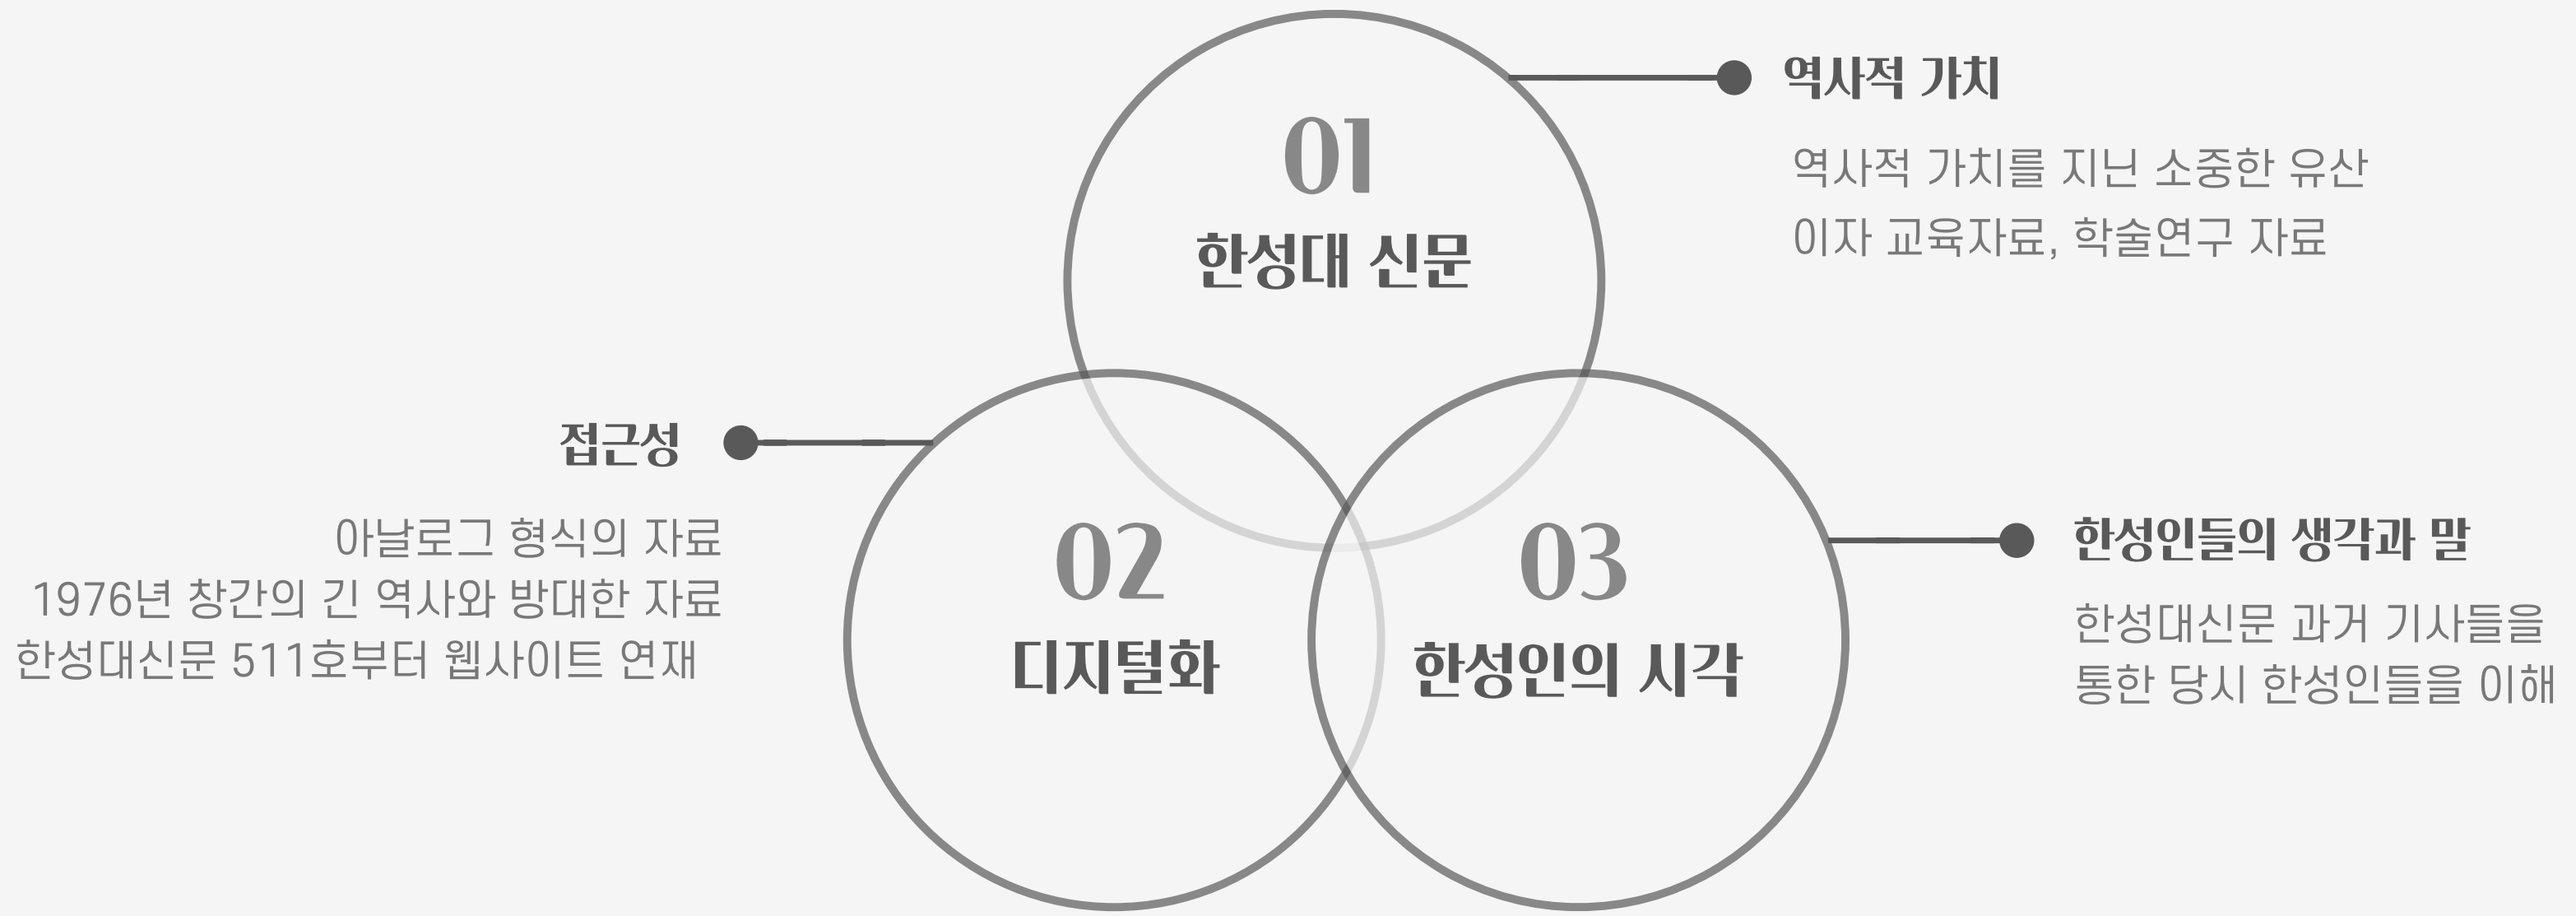 01
한성대 신문
역사적 가치
역사적 가치를 지닌 소중한 유산
이자 교육자료, 학술연구 자료
02
디지털화
접근성
아날로그 형식의 자료
1976년 창간의 긴 역사와 방대한 자료
한성대신문 511호부터 웹사이트 연재
03
한성인의 시각
한성인들의 생각과 말
한성대신문 과거 기사들을
통한 당시 한성인들을 이해